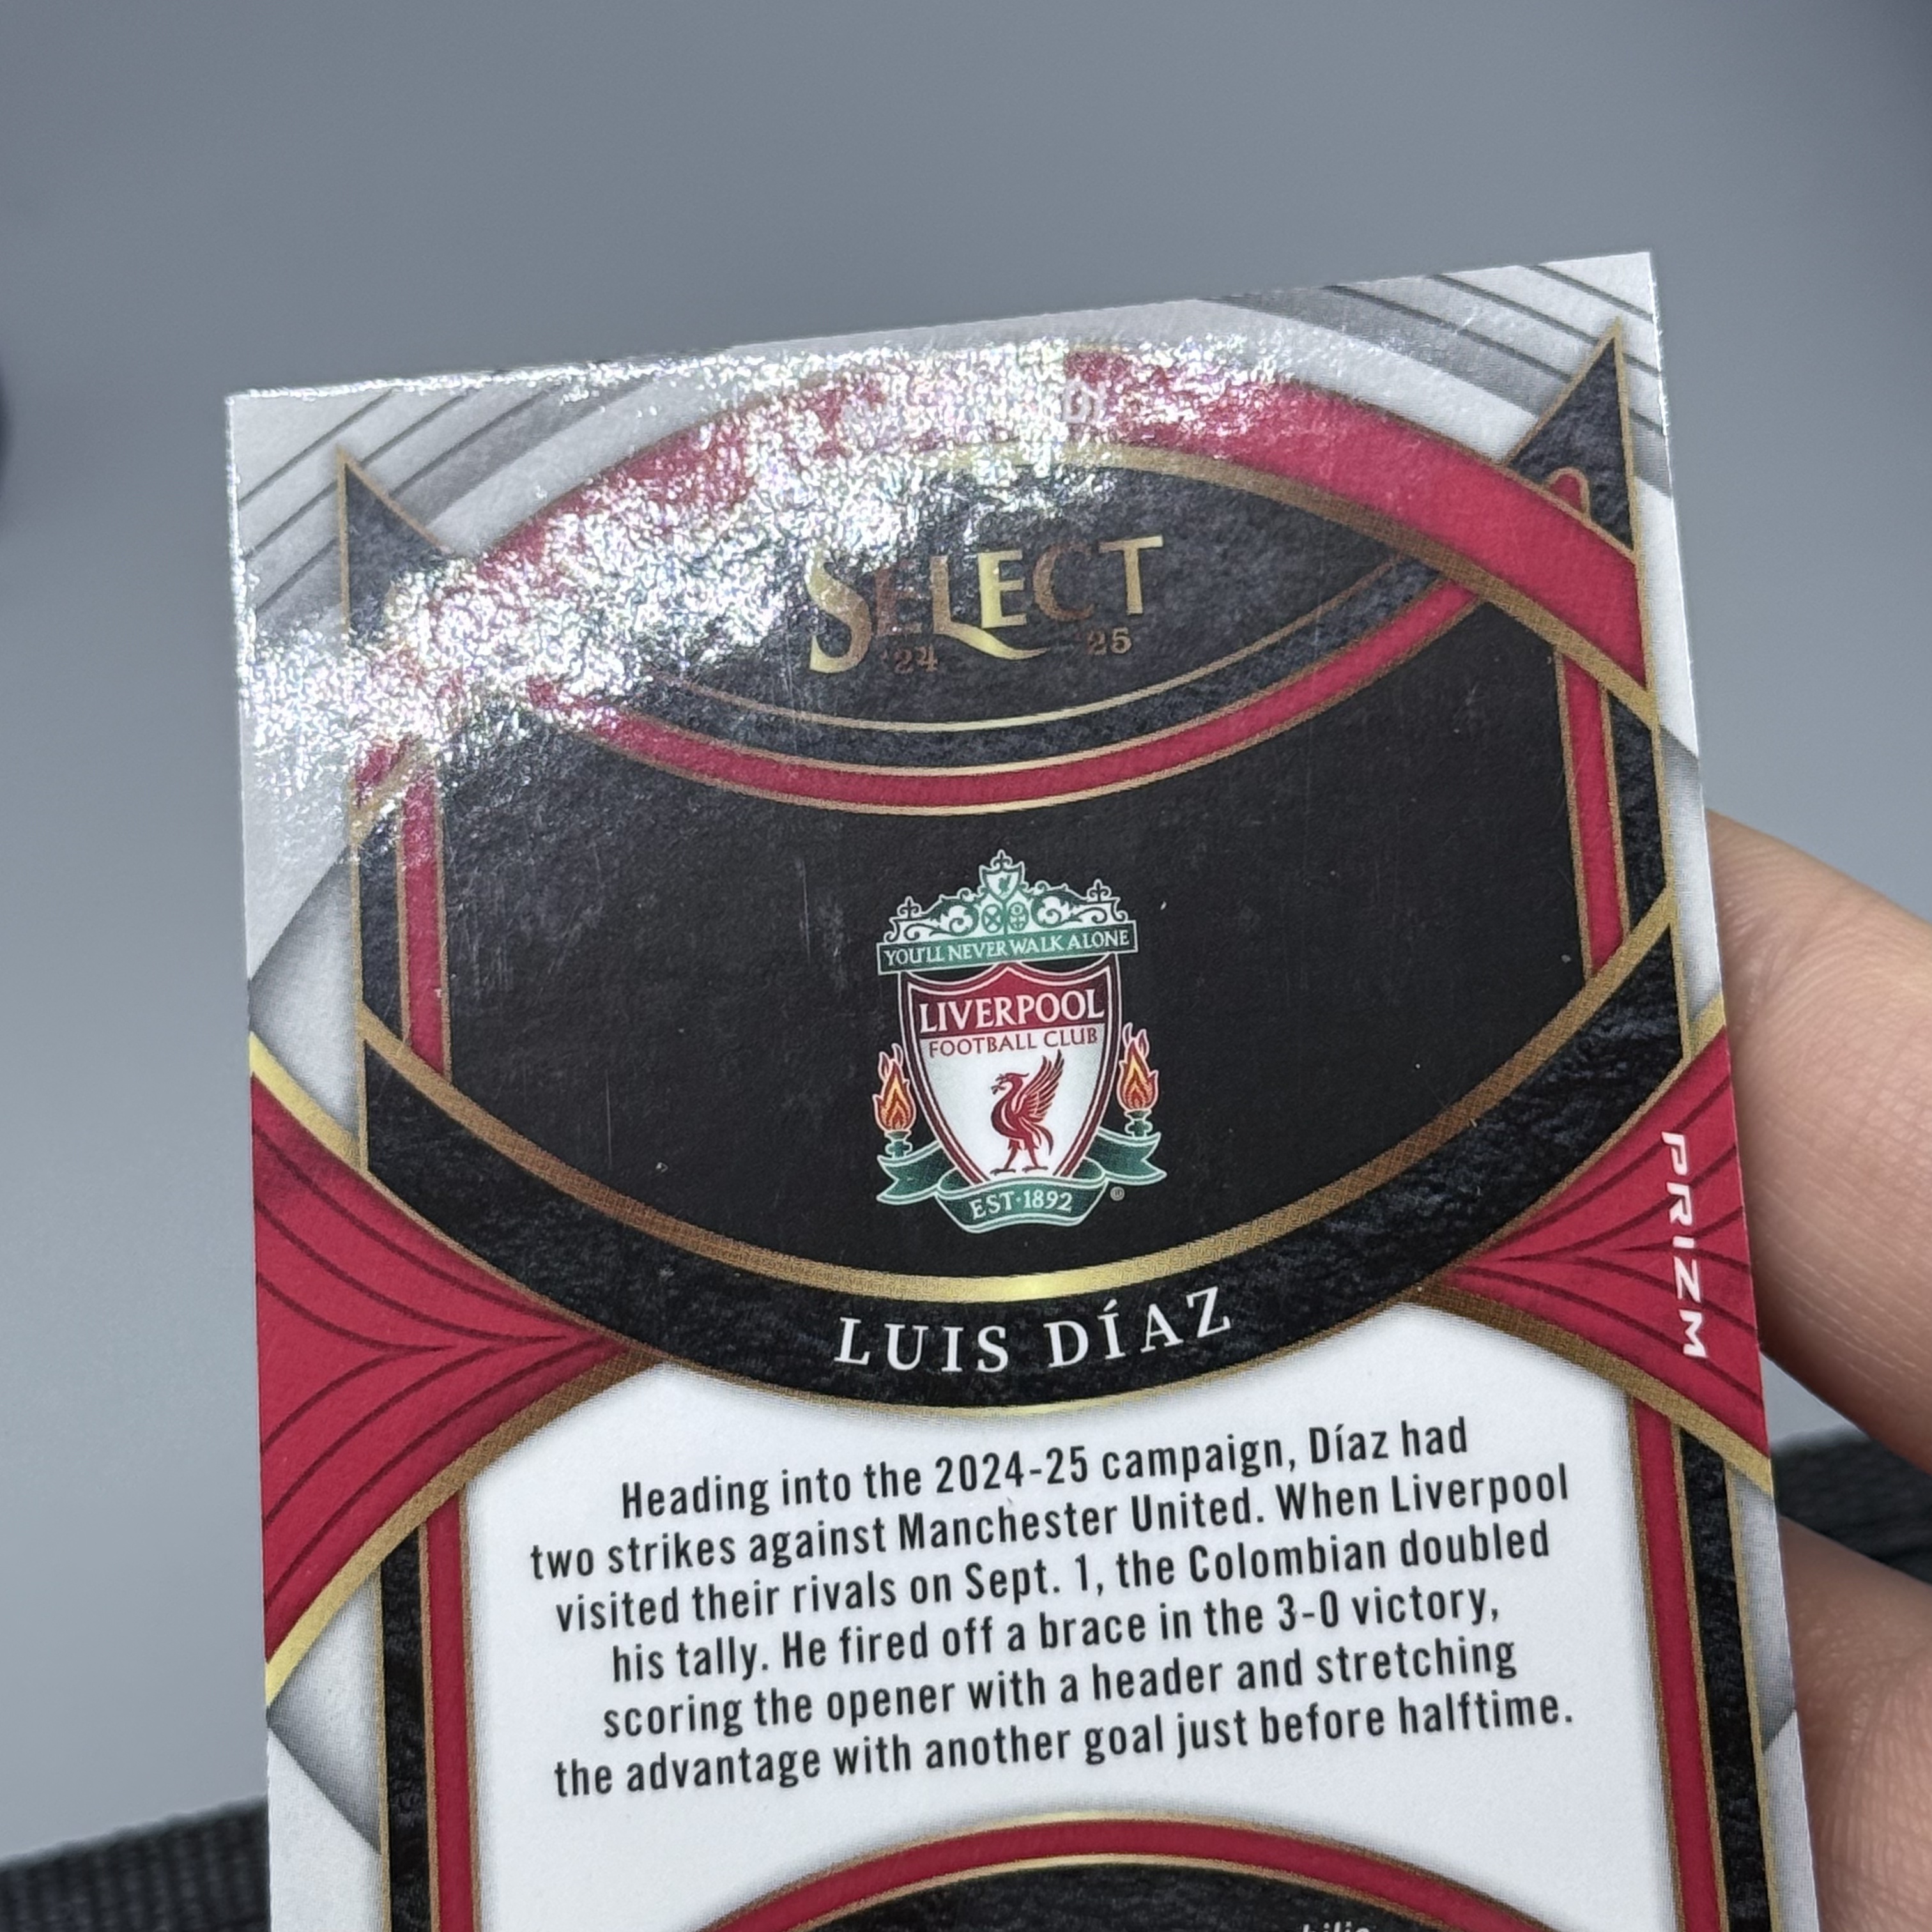 SELECT
'24 '25
YOU'LL NEVER WALK ALONE
LIVERPOOL
FOOTBALL CLUB
EST·1892
®
LUIS DÍAZ
PRIZM
Heading into the 2024-25 campaign, Díaz had
two strikes against Manchester United. When Liverpool
visited their rivals on Sept. 1, the Colombian doubled
his tally. He fired off a brace in the 3-0 victory,
scoring the opener with a header and stretching
the advantage with another goal just before halftime.